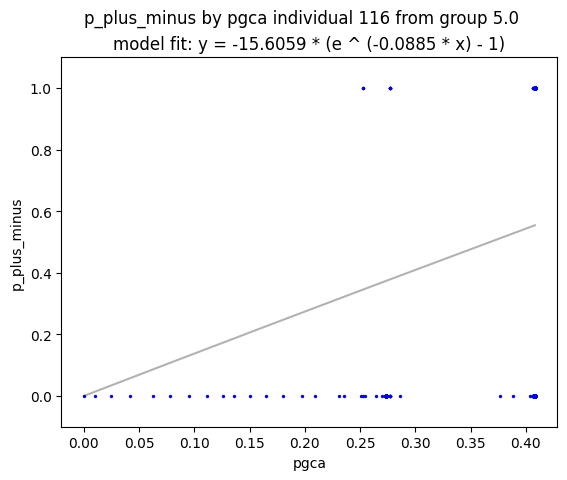 p_plus_minus by pgca individual 116 from group 5.0
model fit: y = -15.6059 * (e ^ (-0.0885 * x) - 1)
1.0
0.8
0.6
0.4
0.2
0.0
p_plus_minus
0.00 0.05 0.10 0.15 0.20 0.25 0.30 0.35 0.40
pgca